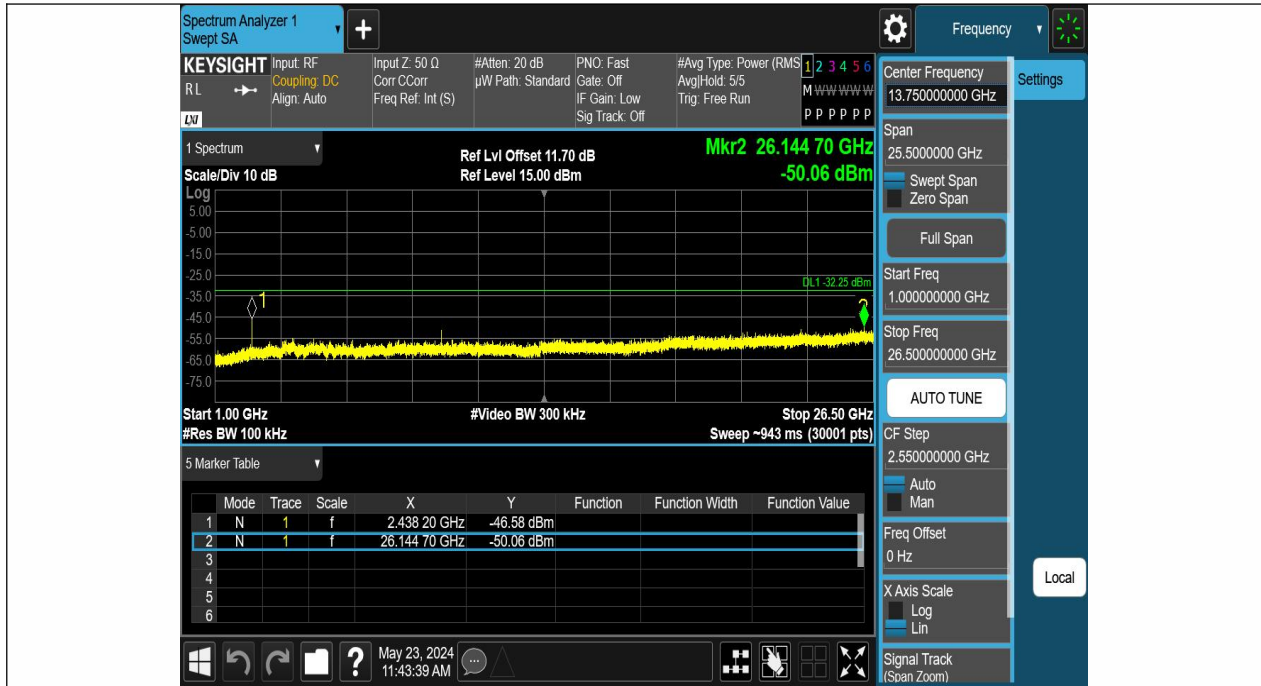 Spectrum Analyzer 1
Swept SA
+
Frequency
KEYSIGHT
RL
LXI
Input: RF
Coupling: DC
Align: Auto
Input Z: 50 Ω
Corr CCorr
Freq Ref: Int (S)
#Atten: 20 dB
µW Path: Standard
PNO: Fast
Gate: Off
IF Gain: Low
Sig Track: Off
#Avg Type: Power (RMS
Avg|Hold: 5/5
Trig: Free Run
1 2 3 4 5 6
M W W W W W
P P P P P P
1 Spectrum
Scale/Div 10 dB
Ref Lvl Offset 11.70 dB
Ref Level 15.00 dBm
Mkr2 26.144 70 GHz
-50.06 dBm
Log
5.00
-5.00
-15.0
-25.0
-35.0
-45.0
-55.0
-65.0
-75.0
DL1 -32.25 dBm
1
2
Start 1.00 GHz
#Video BW 300 kHz
Stop 26.50 GHz
#Res BW 100 kHz
Sweep ~943 ms (30001 pts)
5 Marker Table
Mode Trace Scale X Y Function Function Width Function Value
1 N 1 f 2.438 20 GHz -46.58 dBm
2 N 1 f 26.144 70 GHz -50.06 dBm
3
4
5
6
?
May 23, 2024
11:43:39 AM
Center Frequency
13.750000000 GHz
Span
25.5000000 GHz
Swept Span
Zero Span
Full Span
Start Freq
1.000000000 GHz
Stop Freq
26.500000000 GHz
AUTO TUNE
CF Step
2.550000000 GHz
Auto
Man
Freq Offset
0 Hz
X Axis Scale
Log
Lin
Signal Track
(Span Zoom)
Settings
Local